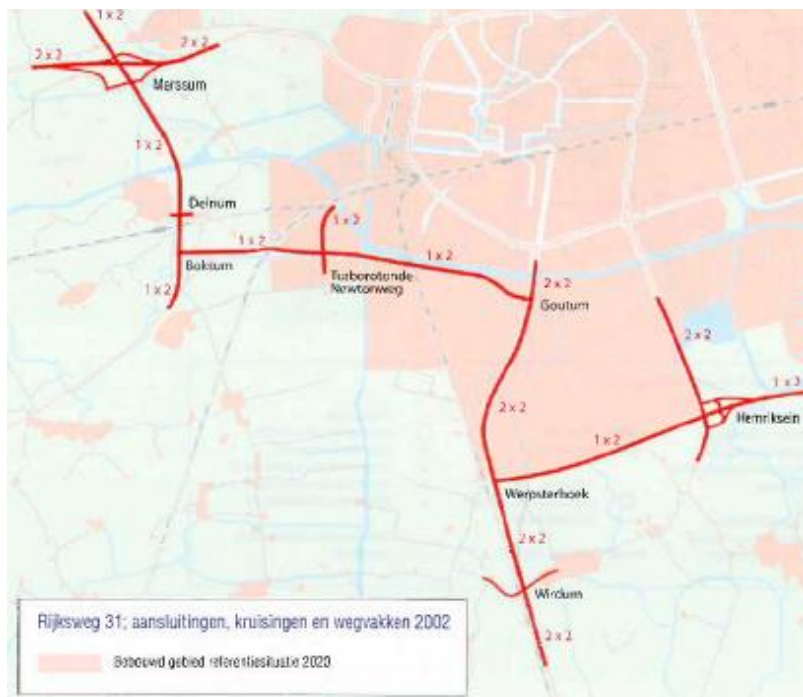 1 x 2
2 x 2
2 x 2
Marssum
1 x 2
Deinum
1 x 2
1 x 2
1 x 2
Boksum
Turborotonde
Newtonweg
1 x 2
2 x 2
Goutum
2 x 2
1 x 3
2 x 2
Hemriksein
1 x 2
Werpsterhoek
2 x 2
Wirdum
2 x 2
Rijksweg 31; aansluitingen, kruisingen en wegvakken 2002
Bebouwd gebied referentiesituatie 2020